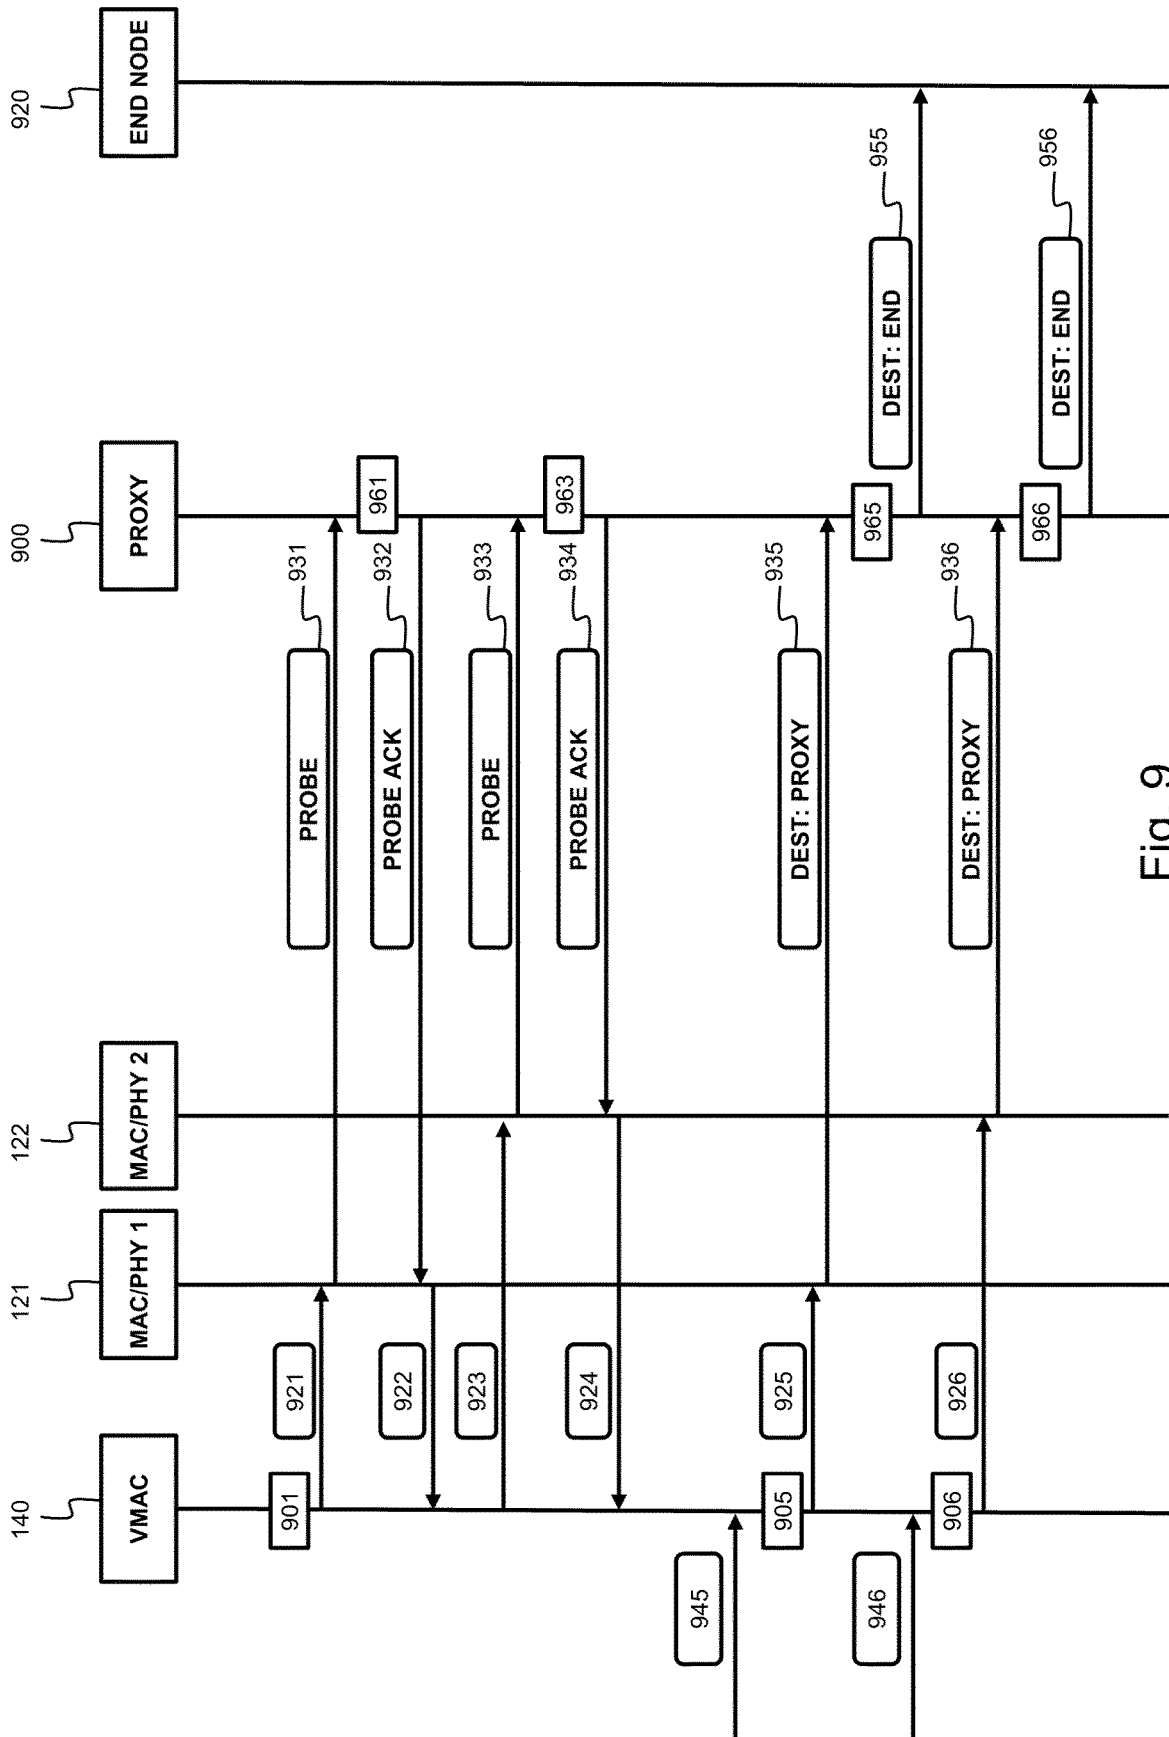 140
121
122
900
920
VMAC
MAC/PHY 1
MAC/PHY 2
PROXY
END NODE
901
921
PROBE
931
961
922
PROBE ACK
932
923
PROBE
933
963
924
PROBE ACK
934
945
905
925
DEST: PROXY
935
965
DEST: END
955
946
906
926
DEST: PROXY
936
966
DEST: END
956
Fig. 9